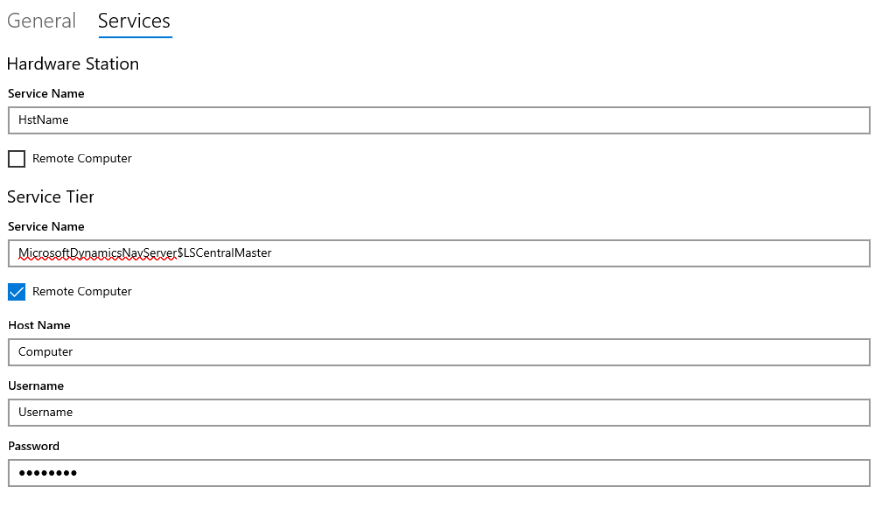 General Services
Hardware Station
Service Name
HstName
Remote Computer
Service Tier
Service Name
MicrosoftDynamicsNavServer$LSCentralMaster
Remote Computer
Host Name
Computer
Username
Username
Password
●●●●●●●●